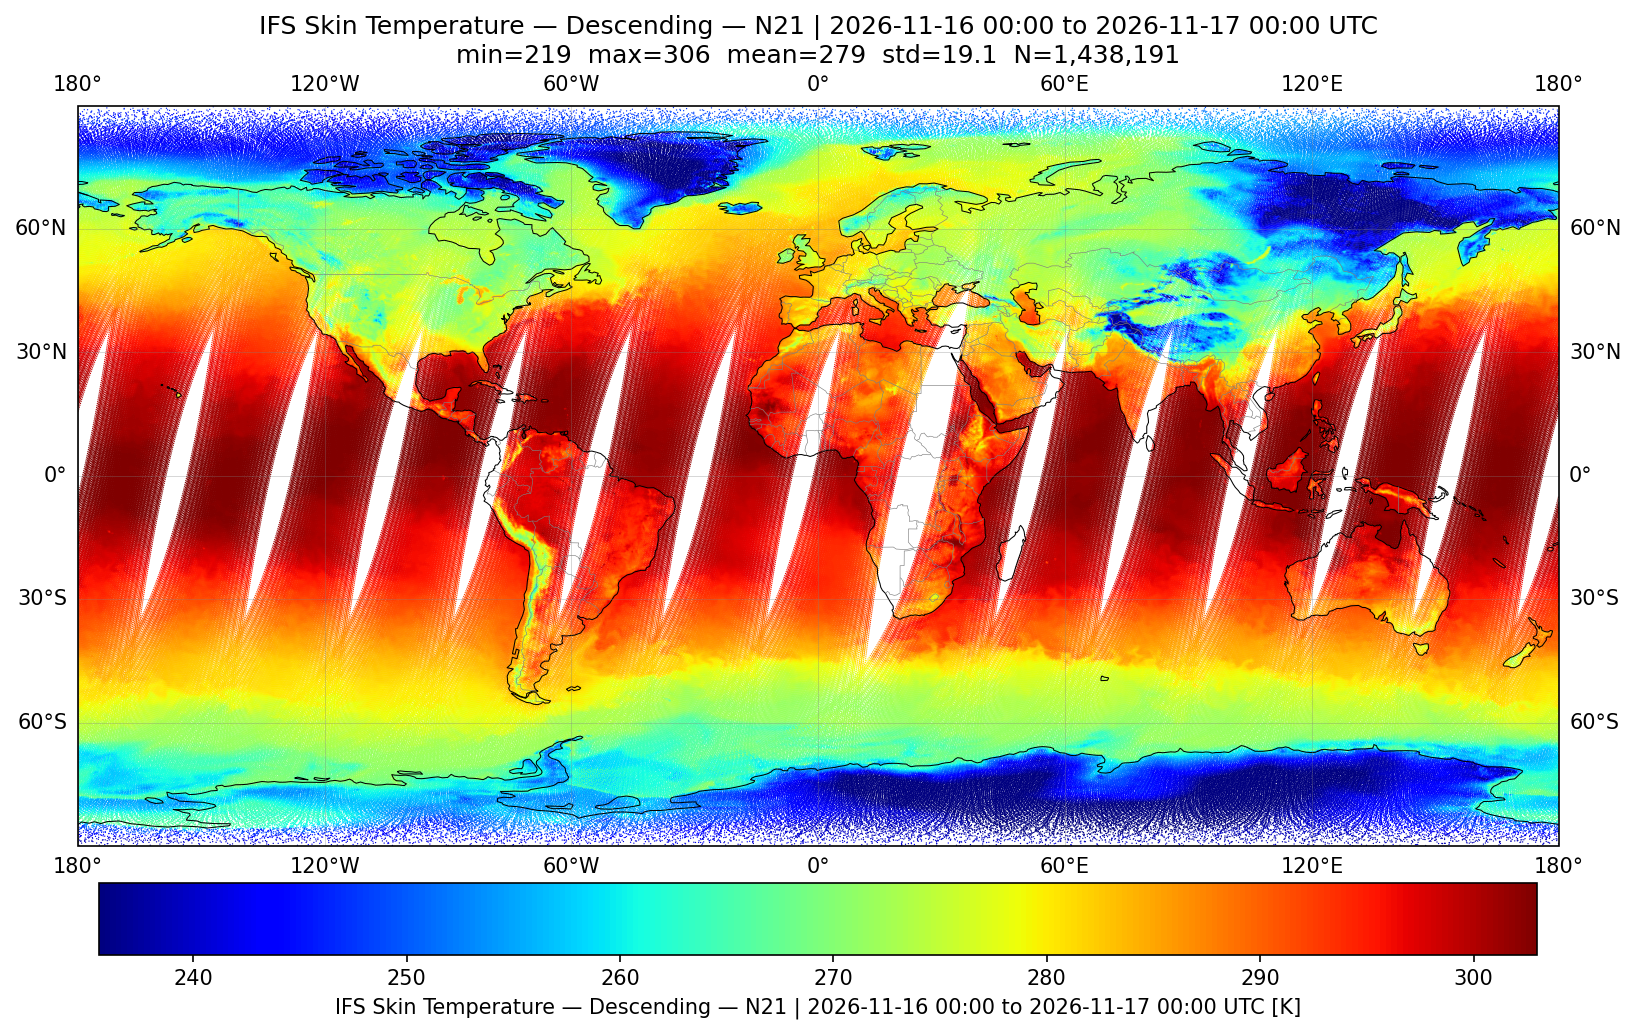 IFS Skin Temperature — Descending — N21 | 2026-11-16 00:00 to 2026-11-17 00:00 UTC
min=219  max=306  mean=279  std=19.1  N=1,438,191
180° 120°W 60°W 0° 60°E 120°E 180°
60°N 60°N
30°N 30°N
0° 0°
30°S 30°S
60°S 60°S
180° 120°W 60°W 0° 60°E 120°E 180°
240 250 260 270 280 290 300
IFS Skin Temperature — Descending — N21 | 2026-11-16 00:00 to 2026-11-17 00:00 UTC [K]